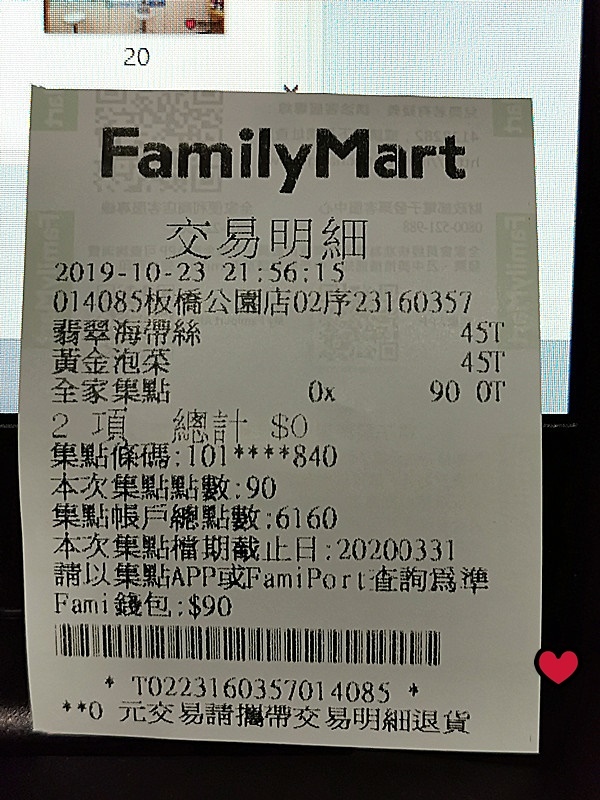 20
FamilyMart
交易明細
2019-10-23 21:56:15
014085板橋公園店02序23160357
翡翠海帶絲 45T
黃金泡菜 45T
全家集點 0x 90 0T
2 項 總計 $0
集點條碼:101****840
本次集點點數:90
集點帳戶總點數:6160
本次集點檔期截止日:20200331
請以集點APP或FamiPort查詢為準
Fami錢包:$90
* T0223160357014085 *
**0 元交易請攜帶交易明細退貨